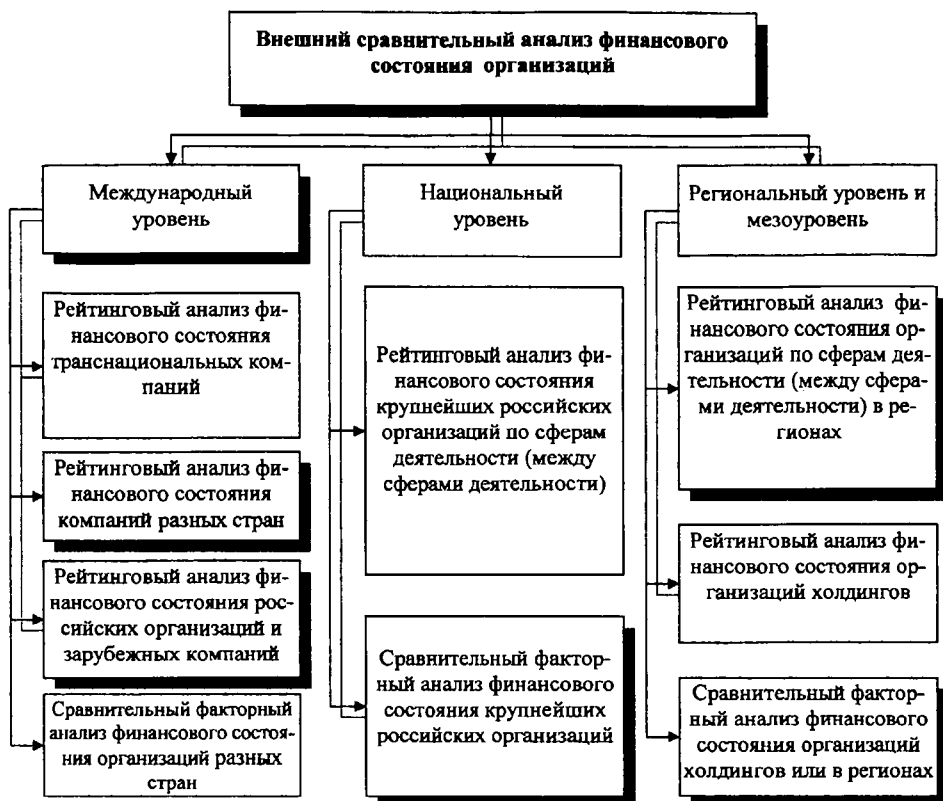 Внешний сравнительный анализ финансового
состояния организаций
Международный
уровень
Рейтинговый анализ фи-
нансового состояния
транснациональных ком-
паний
Рейтинговый анализ фи-
нансового состояния
компаний разных стран
Рейтинговый анализ фи-
нансового состояния рос-
сийских организаций и
зарубежных компаний
Сравнительный факторный
анализ финансового состоя-
ния организаций разных
стран
Национальный
уровень
Рейтинговый анализ фи-
нансового состояния
крупнейших российских
организаций по сферам
деятельности (между
сферами деятельности)
Сравнительный фактор-
ный анализ финансового
состояния крупнейших
российских организаций
Региональный уровень и
мезоуровень
Рейтинговый анализ фи-
нансового состояния ор-
ганизаций по сферам дея-
тельности (между сфера-
ми деятельности) в ре-
гионах
Рейтинговый анализ фи-
нансового состояния ор-
ганизаций холдингов
Сравнительный фактор-
ный анализ финансового
состояния организаций
холдингов или в регионах